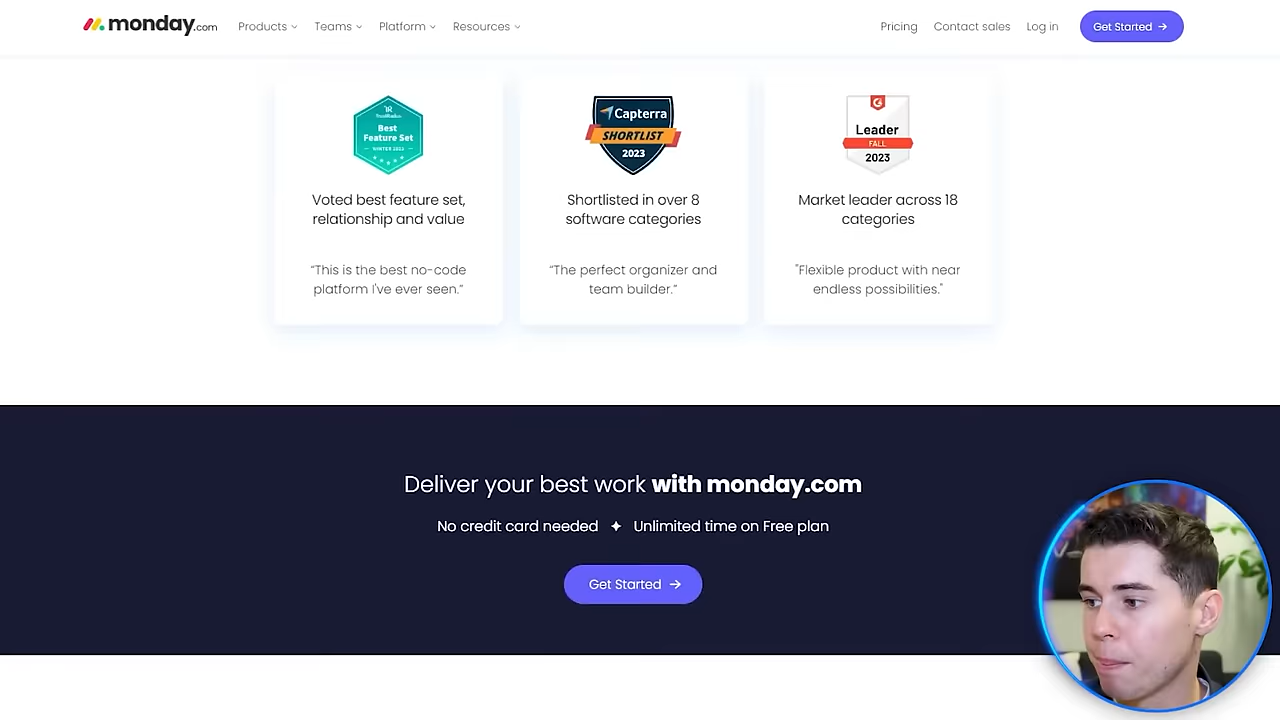 monday.com
Products Teams Platform Resources
Pricing Contact sales Log in Get Started →
Best
Feature Set
WINTER 2022
Capterra
SHORTLIST
2023
Leader
FALL
2023
Voted best feature set,
relationship and value
Shortlisted in over 8
software categories
Market leader across 18
categories
“This is the best no-code
platform I've ever seen.”
“The perfect organizer and
team builder.”
"Flexible product with near
endless possibilities."
Deliver your best work with monday.com
No credit card needed ✦ Unlimited time on Free plan
Get Started →